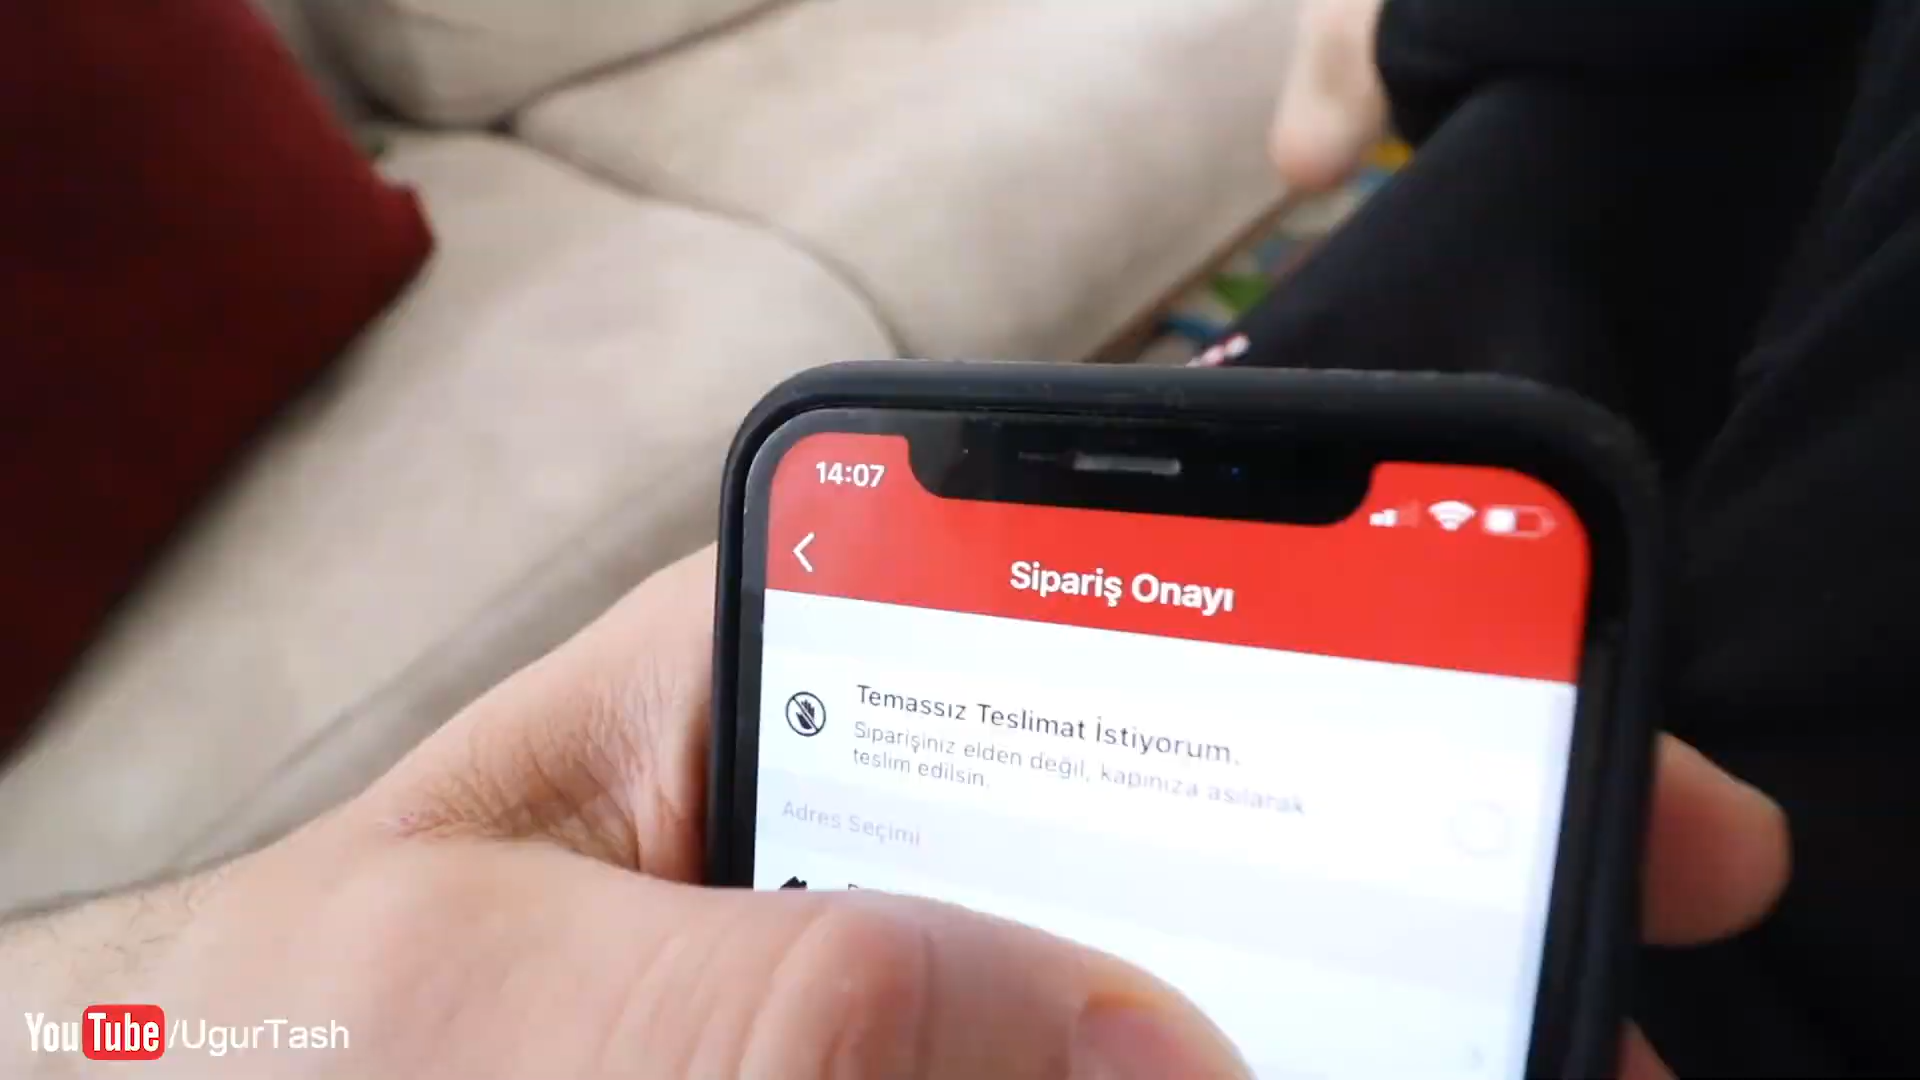 14:07
Sipariş Onayı
Temassız Teslimat İstiyorum.
Siparişiniz elden değil, kapınıza asılarak
teslim edilsin.
Adres Seçimi
YouTube/UgurTash